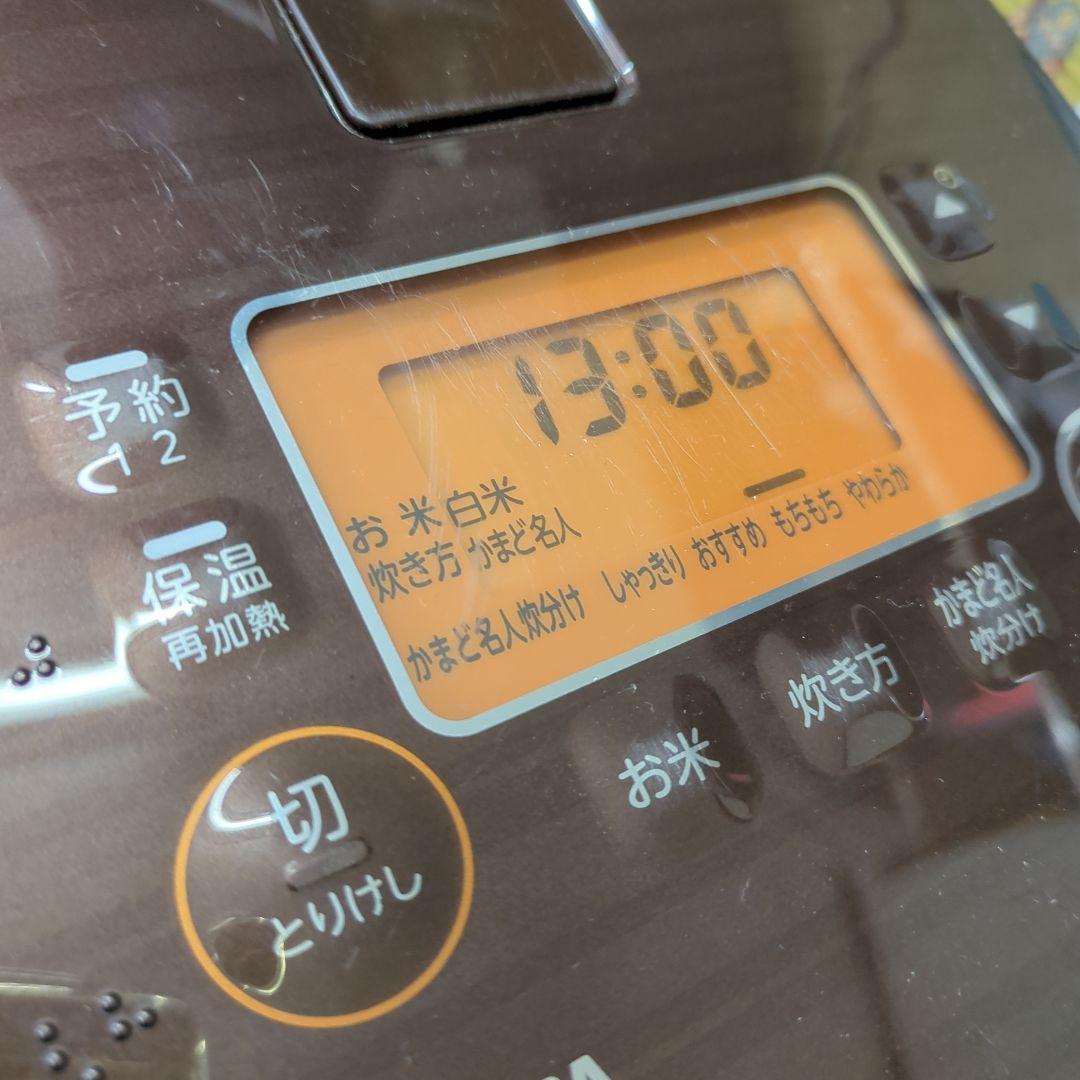 13:00
お米 白米
炊き方 かまど名人
かまど名人炊分け しゃっきり おすすめ もちもち やわらか
予約
1 2
保温
再加熱
かまど名人
炊分け
炊き方
お米
切
とりけし